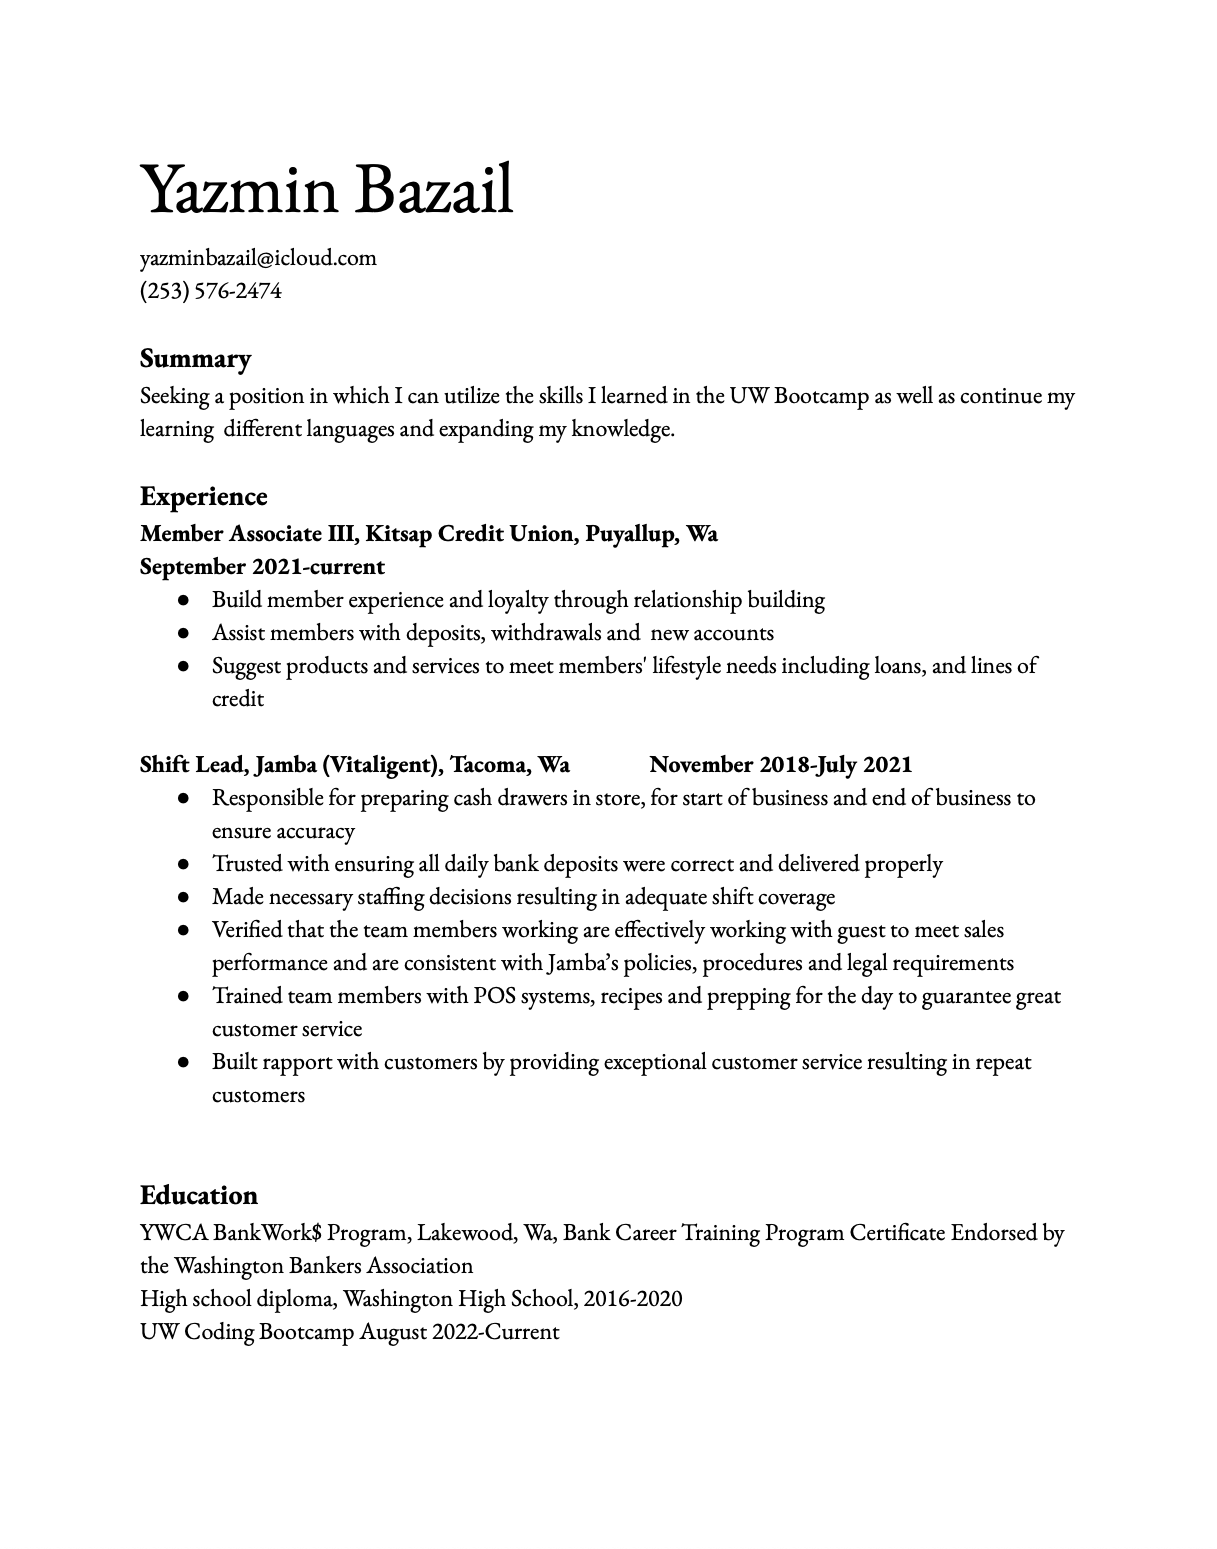 Yazmin Bazail
yazminbazail@icloud.com
(253) 576-2474
Summary
Seeking a position in which I can utilize the skills I learned in the UW Bootcamp as well as continue my
learning  different languages and expanding my knowledge.
Experience
Member Associate III, Kitsap Credit Union, Puyallup, Wa
September 2021-current
● Build member experience and loyalty through relationship building
● Assist members with deposits, withdrawals and  new accounts
● Suggest products and services to meet members' lifestyle needs including loans, and lines of
credit
Shift Lead, Jamba (Vitaligent), Tacoma, Wa November 2018-July 2021
● Responsible for preparing cash drawers in store, for start of business and end of business to
ensure accuracy
● Trusted with ensuring all daily bank deposits were correct and delivered properly
● Made necessary staffing decisions resulting in adequate shift coverage
● Verified that the team members working are effectively working with guest to meet sales
performance and are consistent with Jamba’s policies, procedures and legal requirements
● Trained team members with POS systems, recipes and prepping for the day to guarantee great
customer service
● Built rapport with customers by providing exceptional customer service resulting in repeat
customers
Education
YWCA BankWork$ Program, Lakewood, Wa, Bank Career Training Program Certificate Endorsed by
the Washington Bankers Association
High school diploma, Washington High School, 2016-2020
UW Coding Bootcamp August 2022-Current